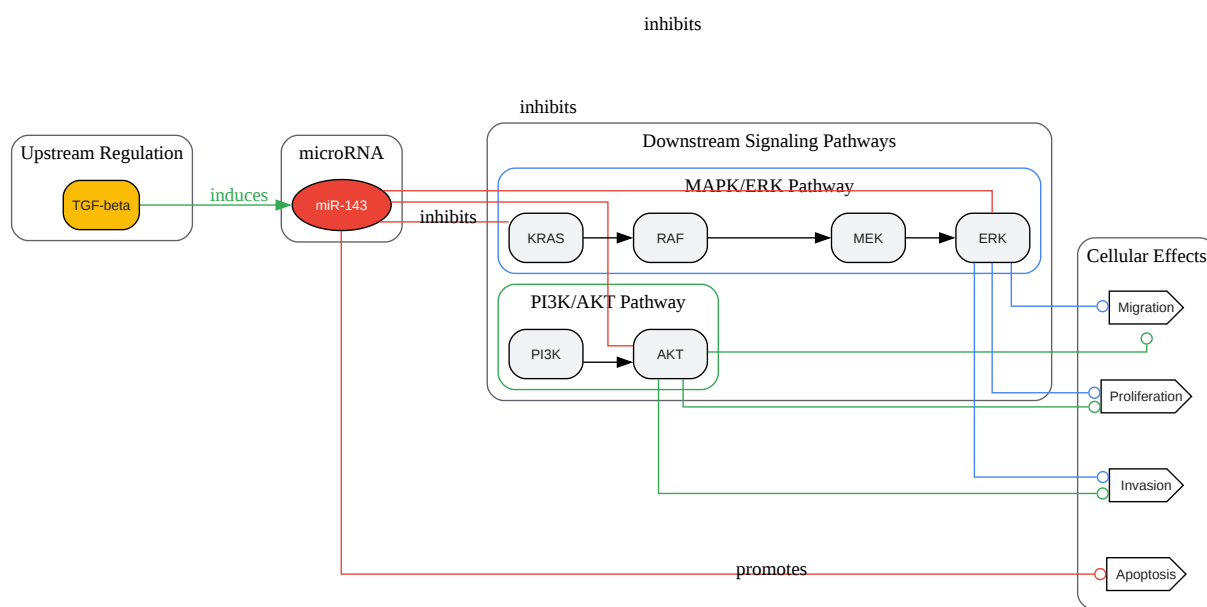 inhibits
inhibits
Downstream Signaling Pathways
Upstream Regulation
microRNA
MAPK/ERK Pathway
TGF-beta
induces
miR-143
inhibits
KRAS
RAF
MEK
ERK
Cellular Effects
PI3K/AKT Pathway
Migration
PI3K
AKT
Proliferation
Invasion
promotes
Apoptosis